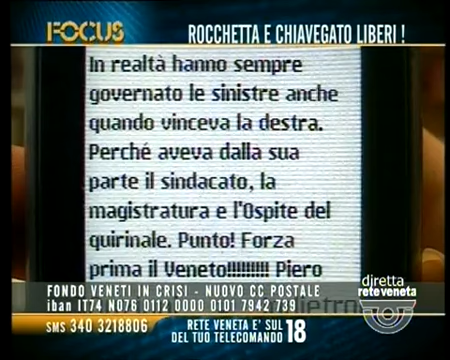 FOCUS
ROCCHETTA E CHIAVEGATO LIBERI !
In realtà hanno sempre
governato le sinistre anche
quando vinceva la destra.
Perché aveva dalla sua
parte il sindacato, la
magistratura e l'Ospite del
quirinale. Punto! Forza
prima il Veneto!!!!!!!!! Piero
FONDO VENETI IN CRISI - NUOVO CC POSTALE
iban IT74 N076 0112 0000 0101 7942 739
diretta
reteveneta
SMS 340 3218806
RETE VENETA E' SUL
DEL TUO TELECOMANDO 18